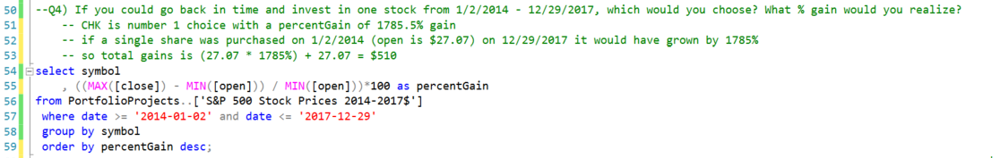 50 --Q4) If you could go back in time and invest in one stock from 1/2/2014 - 12/29/2017, which would you choose? What % gain would you realize?
51 -- CHK is number 1 choice with a percentGain of 1785.5% gain
52 -- if a single share was purchased on 1/2/2014 (open is $27.07) on 12/29/2017 it would have grown by 1785%
53 -- so total gains is (27.07 * 1785%) + 27.07 = $510
54 select symbol
55 , ((MAX([close]) - MIN([open])) / MIN([open]))*100 as percentGain
56 from PortfolioProjects..['S&P 500 Stock Prices 2014-2017$']
57 where date >= '2014-01-02' and date <= '2017-12-29'
58 group by symbol
59 order by percentGain desc;